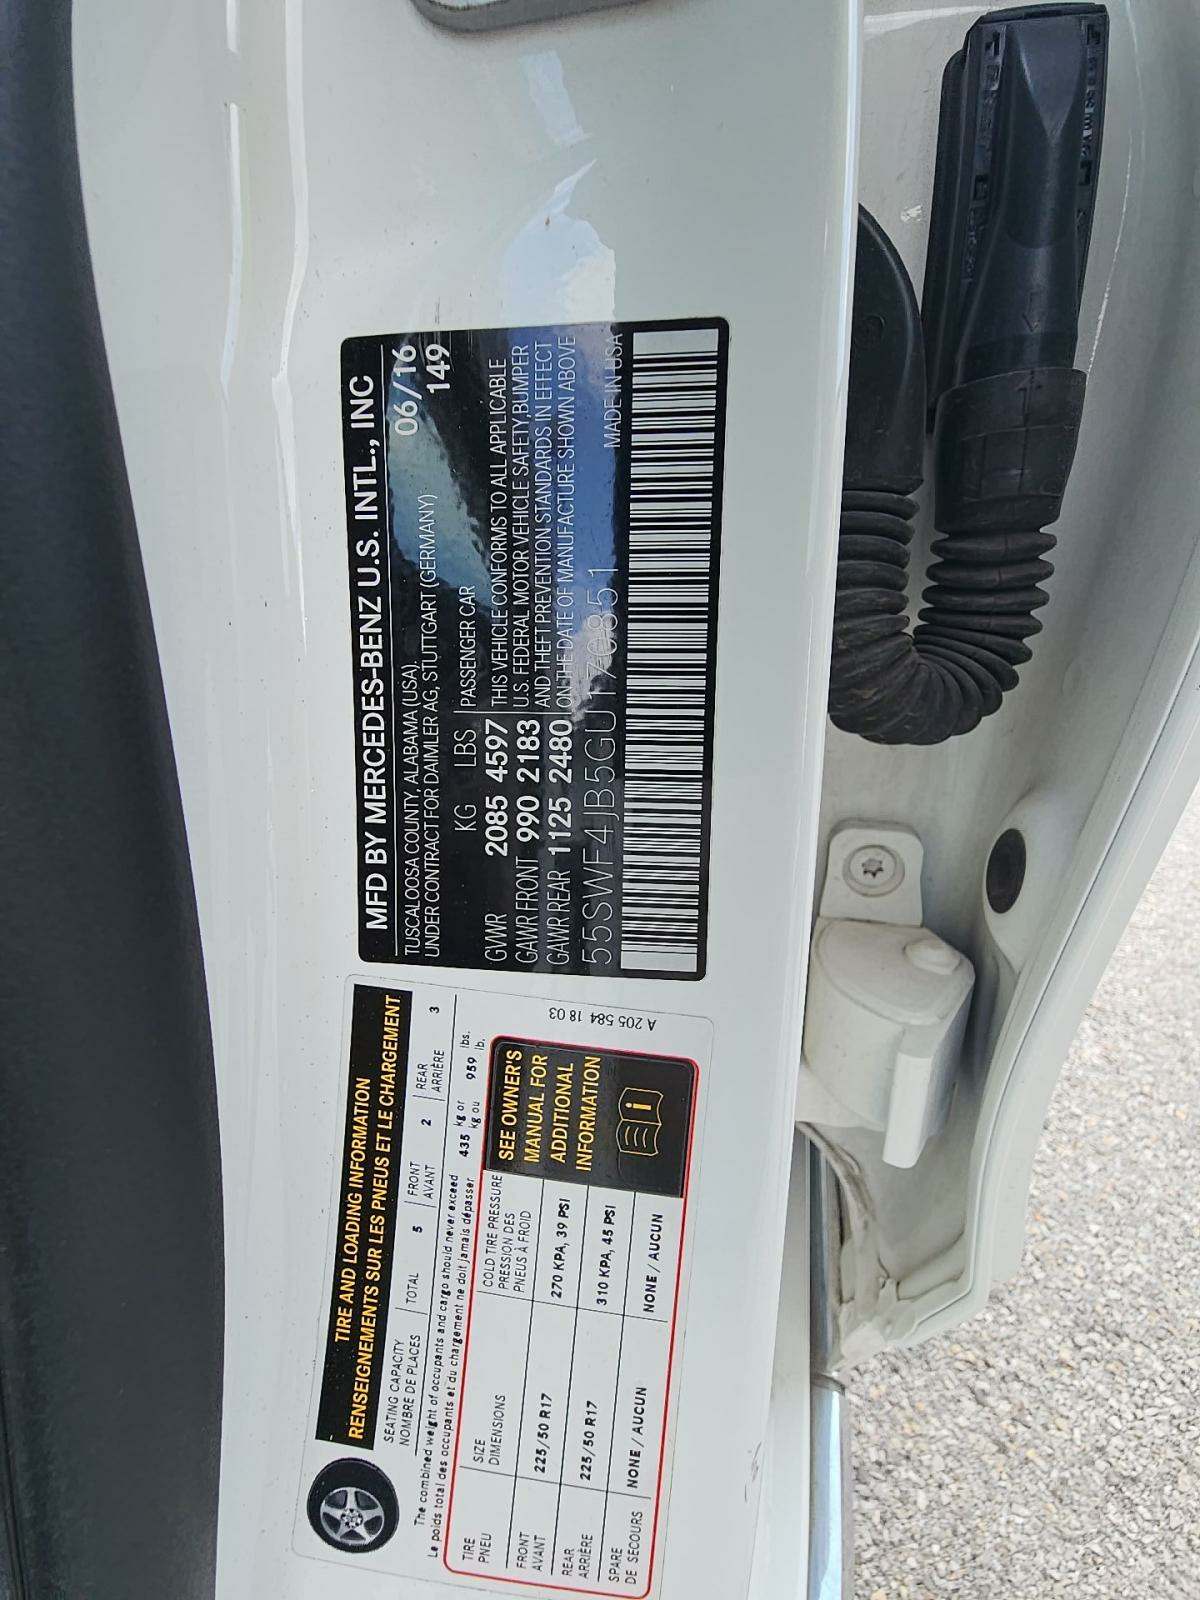 MFD BY MERCEDES-BENZ U.S. INTL., INC
TUSCALOOSA COUNTY, ALABAMA (USA). 06/16
UNDER CONTRACT FOR DAIMLER AG, STUTTGART (GERMANY) 149
KG LBS PASSENGER CAR
GVWR 2085 4597 THIS VEHICLE CONFORMS TO ALL APPLICABLE
GAWR FRONT 990 2183 U.S. FEDERAL MOTOR VEHICLE SAFETY,BUMPER
GAWR REAR 1125 2480 AND THEFT PREVENTION STANDARDS IN EFFECT
ON THE DATE OF MANUFACTURE SHOWN ABOVE
55SWF4JB5GU170851 MADE IN USA
TIRE AND LOADING INFORMATION
RENSEIGNEMENTS SUR LES PNEUS ET LE CHARGEMENT
SEATING CAPACITY TOTAL 5 FRONT 2 REAR 3
NOMBRE DE PLACES AVANT ARRIÈRE
The combined weight of occupants and cargo should never exceed 435 kg or 959 lbs.
Le poids total des occupants et du chargement ne doit jamais dépasser kg ou lb.
TIRE SIZE COLD TIRE PRESSURE
PNEU DIMENSIONS PRESSION DES
PNEUS À FROID
FRONT 225/50 R17 270 KPA, 39 PSI
AVANT
REAR 225/50 R17 310 KPA, 45 PSI
ARRIÈRE
SPARE NONE / AUCUN NONE / AUCUN
DE SECOURS
SEE OWNER'S
MANUAL FOR
ADDITIONAL
INFORMATION
A 205 584 18 03